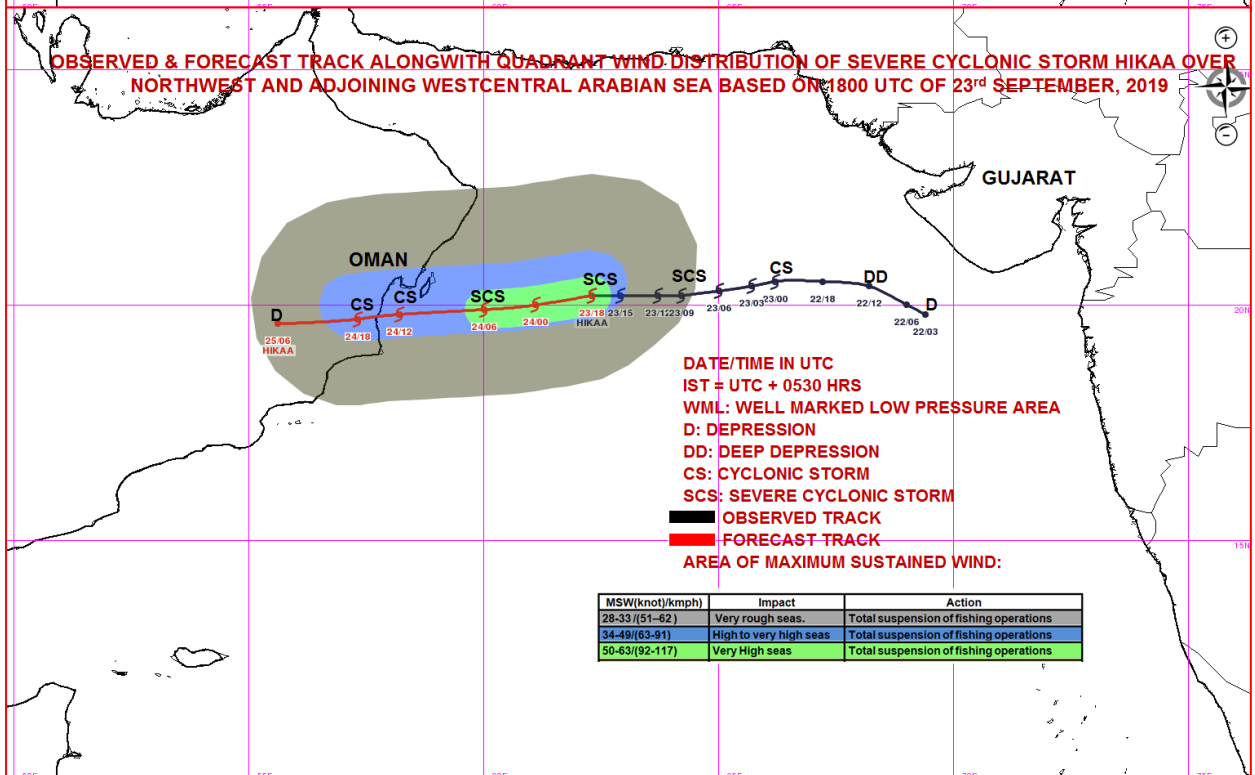 OBSERVED & FORECAST TRACK ALONGWITH QUADRANT WIND DISTRIBUTION OF SEVERE CYCLONIC STORM HIKAA OVER
NORTHWEST AND ADJOINING WESTCENTRAL ARABIAN SEA BASED ON 1800 UTC OF 23rd SEPTEMBER, 2019
GUJARAT
OMAN
D
CS
CS
SCS
SCS
SCS
CS
DD
D
25/06
HIKAA
24/18
24/12
24/06
24/00
23/18
HIKAA
23/15
23/12
23/09
23/06
23/03
23/00
22/18
22/12
22/06
22/03
20N
15N
DATE/TIME IN UTC
IST = UTC + 0530 HRS
WML: WELL MARKED LOW PRESSURE AREA
D: DEPRESSION
DD: DEEP DEPRESSION
CS: CYCLONIC STORM
SCS: SEVERE CYCLONIC STORM
OBSERVED TRACK
FORECAST TRACK
AREA OF MAXIMUM SUSTAINED WIND:
MSW(knot)/kmph) Impact Action
28-33 /(51–62 ) Very rough seas. Total suspension of fishing operations
34-49/(63-91) High to very high seas Total suspension of fishing operations
50-63/(92-117) Very High seas Total suspension of fishing operations